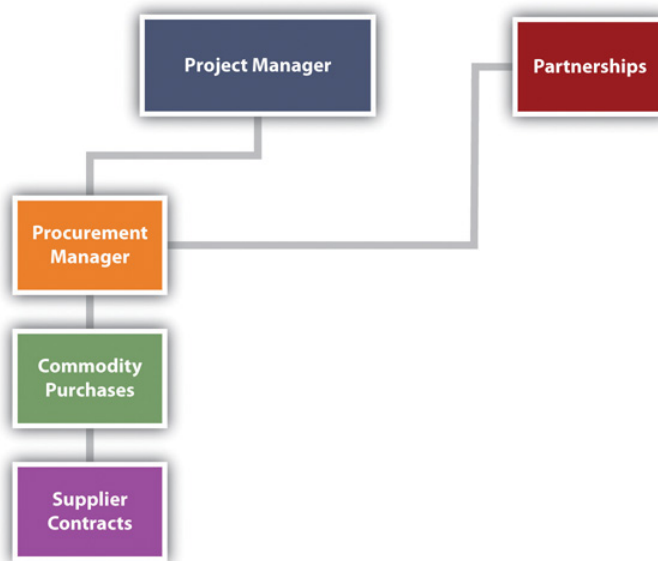 Project Manager
Partnerships
Procurement
Manager
Commodity
Purchases
Supplier
Contracts